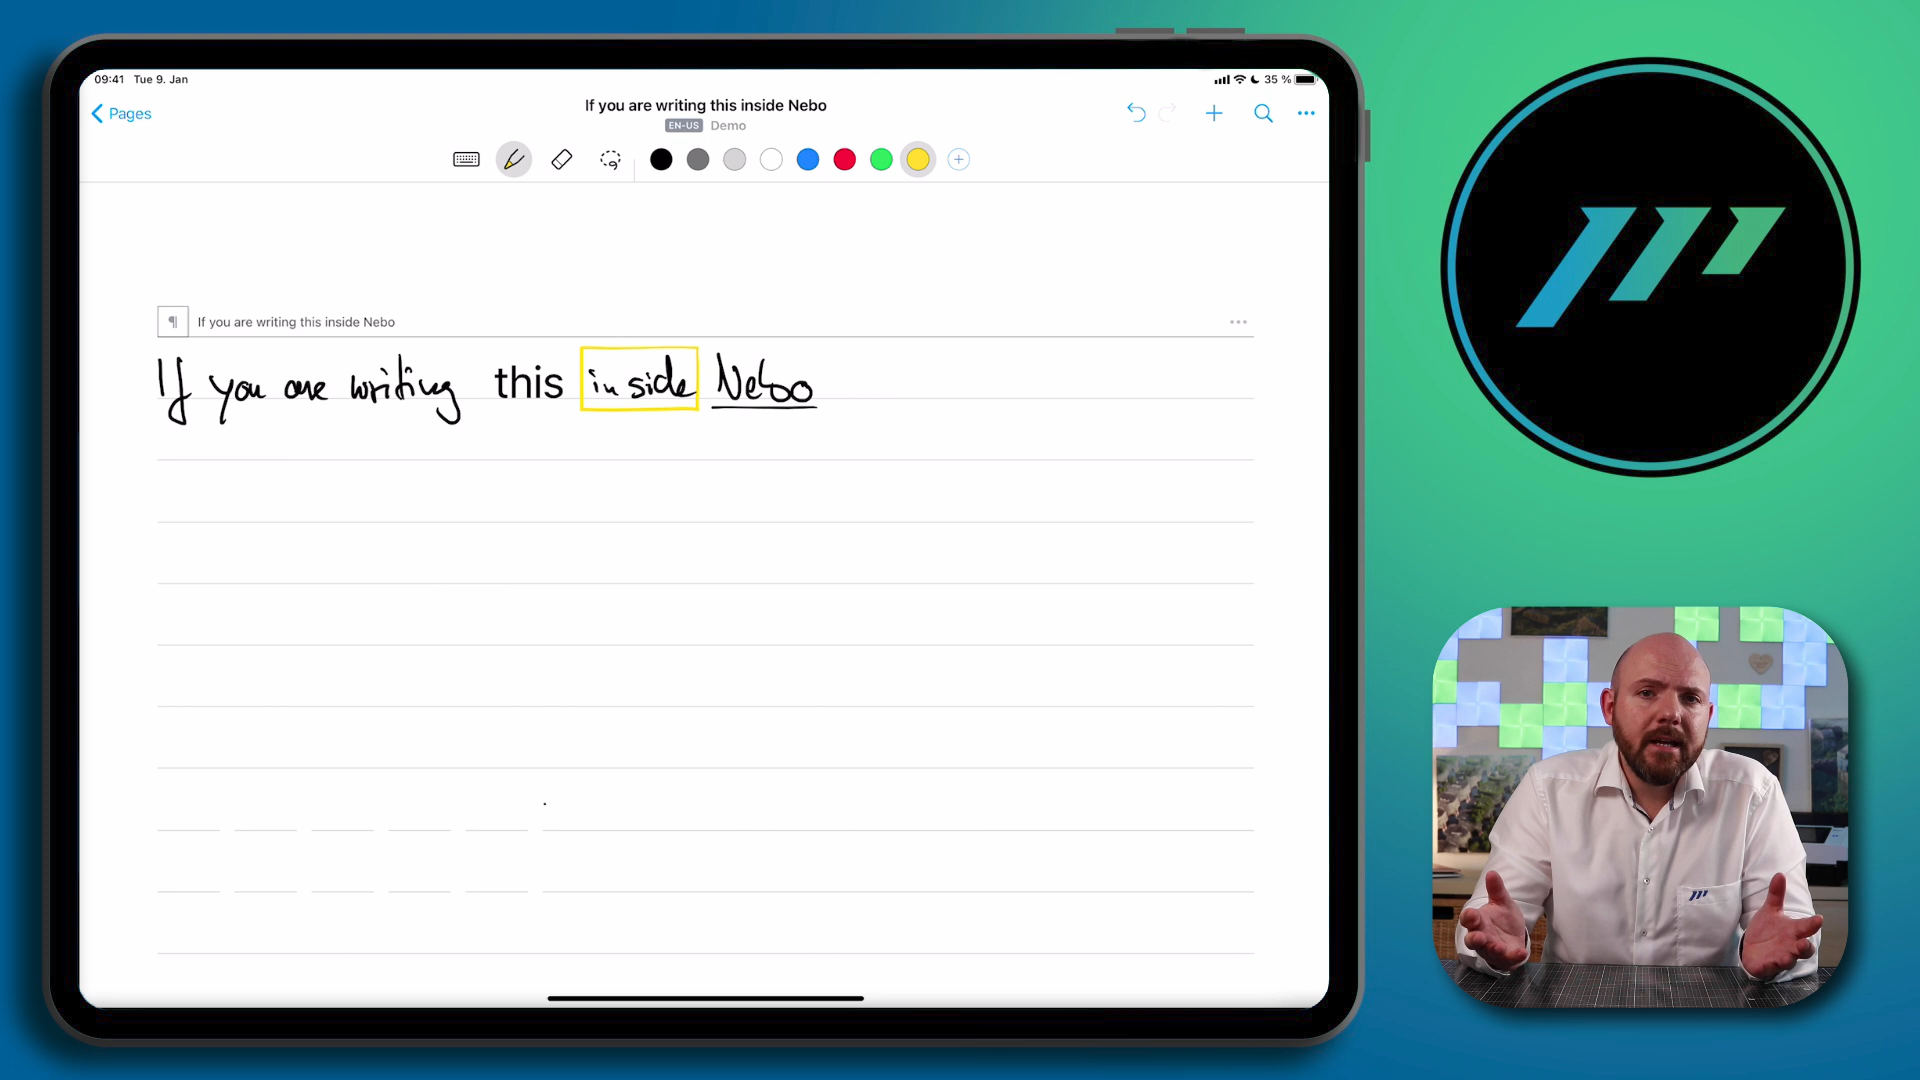 09:41 Tue 9. Jan
35 %
Pages
If you are writing this inside Nebo
EN-US Demo
If you are writing this inside Nebo
If you are writing this inside Nebo